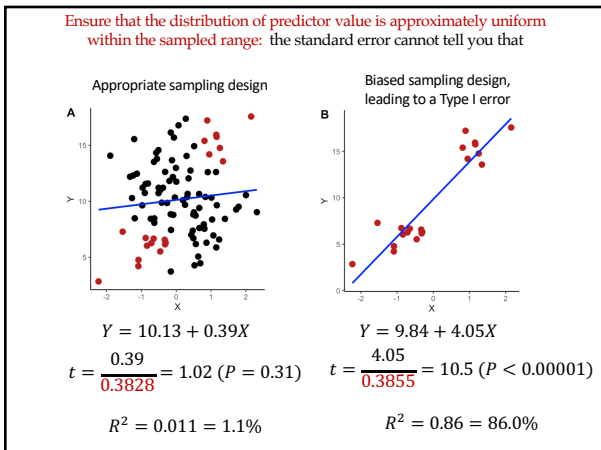 Ensure that the distribution of predictor value is approximately uniform
within the sampled range: the standard error cannot tell you that
Appropriate sampling design
Biased sampling design,
leading to a Type I error
A
Y
15
10
5
-2 -1 0 1 2
X
B
Y
15
10
5
0
-2 -1 0 1 2
X
Y = 10.13 + 0.39X
t = 0.39 / 0.3828 = 1.02 (P = 0.31)
R² = 0.011 = 1.1%
Y = 9.84 + 4.05X
t = 4.05 / 0.3855 = 10.5 (P < 0.00001)
R² = 0.86 = 86.0%